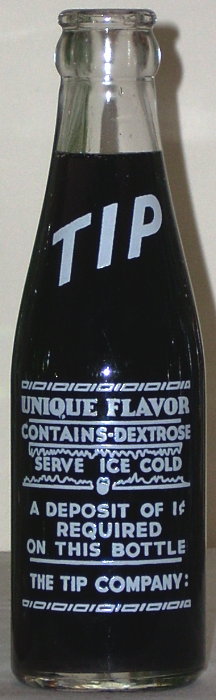 TIP
UNIQUE FLAVOR
CONTAINS-DEXTROSE
SERVE ICE COLD
A DEPOSIT OF 1¢
REQUIRED
ON THIS BOTTLE
THE TIP COMPANY: